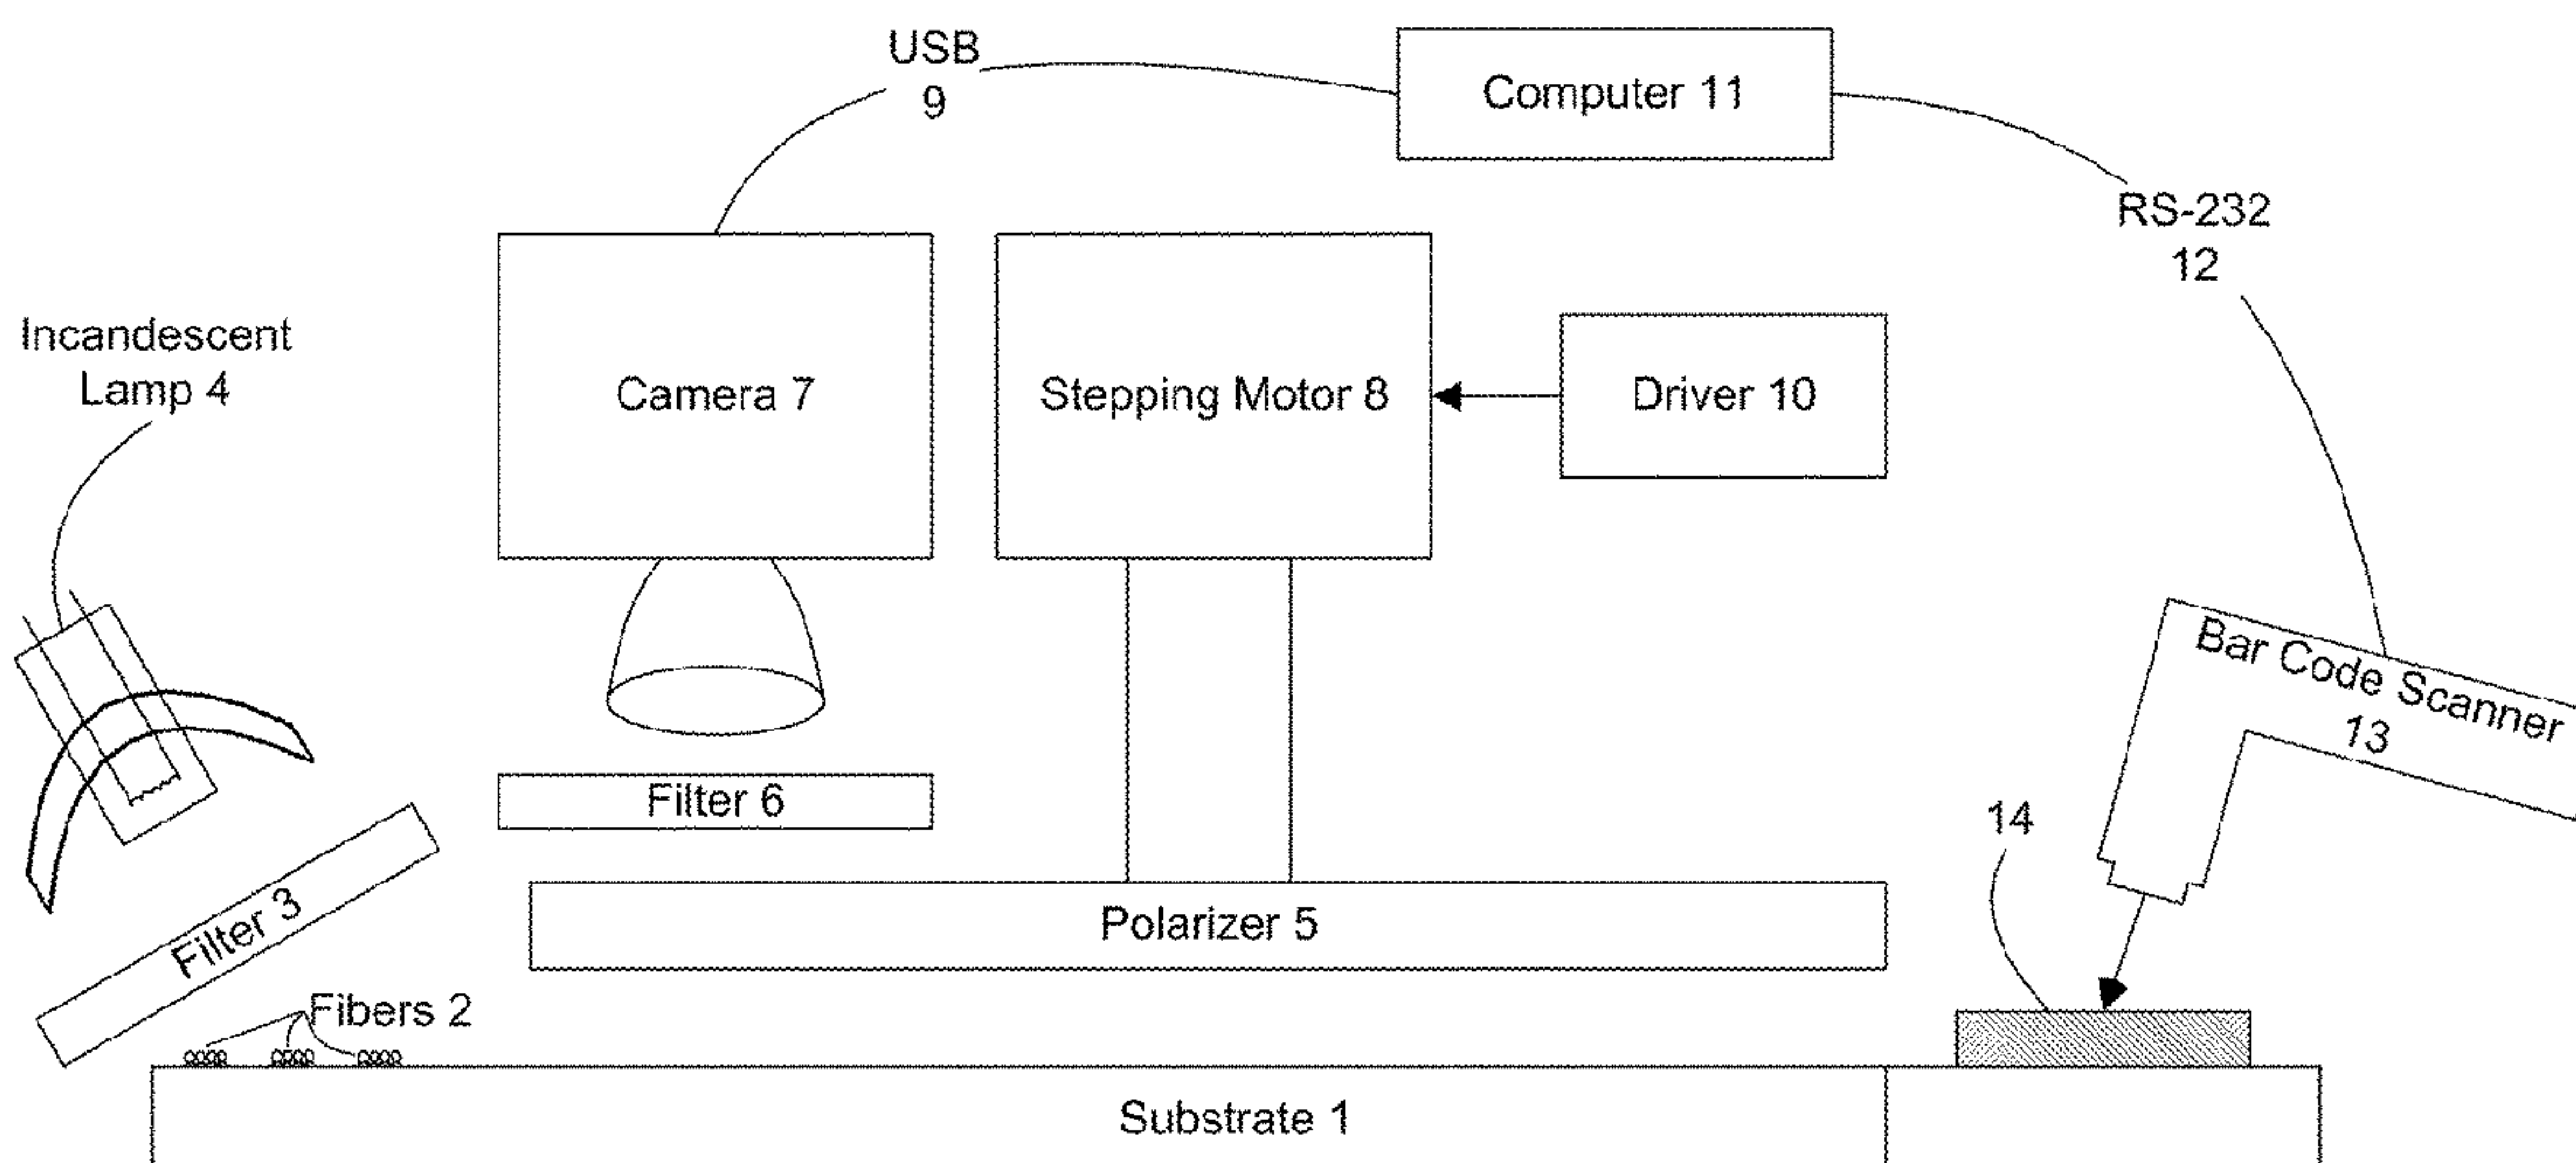 USB
9
Computer 11
RS-232
12
Incandescent
Lamp 4
Camera 7
Stepping Motor 8
Driver 10
Bar Code Scanner
13
Filter 6
14
Filter 3
Polarizer 5
Fibers 2
Substrate 1